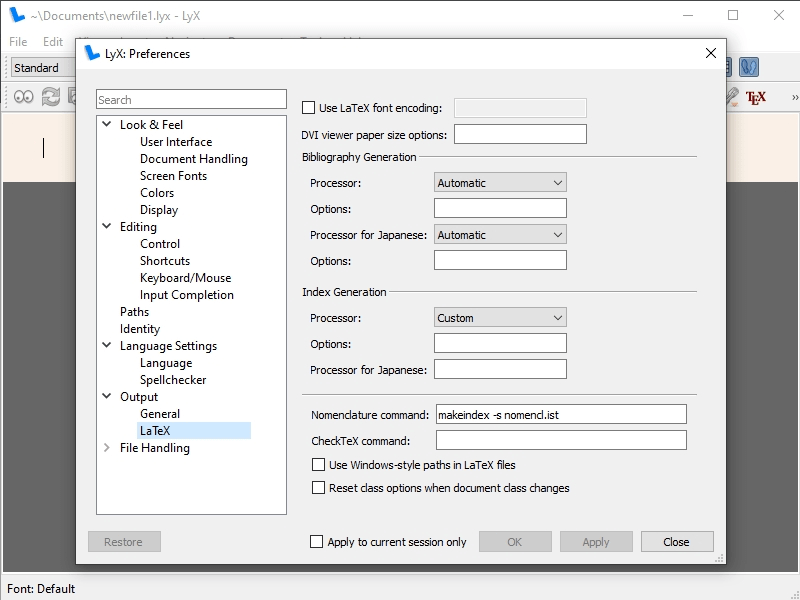 ~\Documents\newfile1.lyx - LyX
File Edit
LyX: Preferences
Standard
TEX
»
Search
Look & Feel
User Interface
Document Handling
Screen Fonts
Colors
Display
Editing
Control
Shortcuts
Keyboard/Mouse
Input Completion
Paths
Identity
Language Settings
Language
Spellchecker
Output
General
LaTeX
File Handling
Use LaTeX font encoding:
DVI viewer paper size options:
Bibliography Generation
Processor: Automatic
Options:
Processor for Japanese: Automatic
Options:
Index Generation
Processor: Custom
Options:
Processor for Japanese:
Nomenclature command: makeindex -s nomencl.ist
CheckTeX command:
Use Windows-style paths in LaTeX files
Reset class options when document class changes
Restore
Apply to current session only
OK
Apply
Close
Font: Default